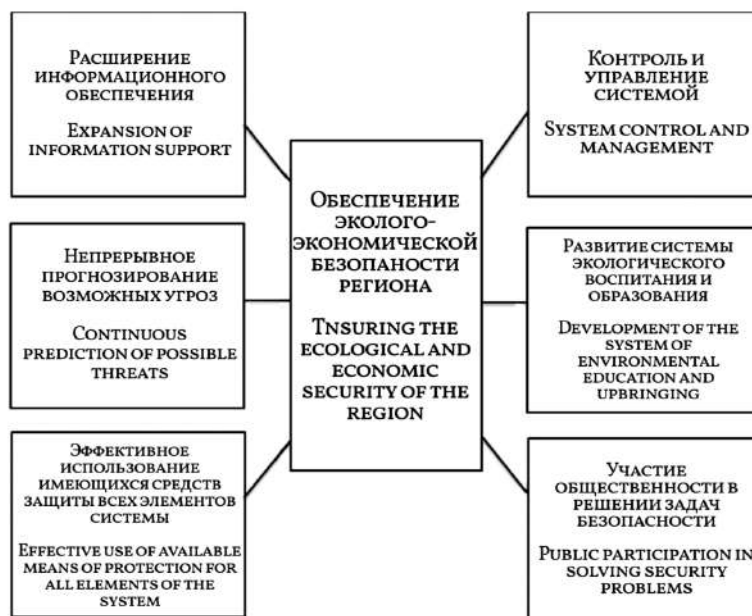 Расширение
информационного
обеспечения
Expansion of
information support
Непрерывное
прогнозирование
возможных угроз
Continuous
prediction of possible
threats
Эффективное
использование
имеющихся средств
защиты всех элементов
системы
Effective use of available
means of protection for
all elements of the
system
Обеспечение
эколого-
экономической
безопаности
региона
Tnsuring the
ecological and
economic
security of the
region
Контроль и
управление
системой
System control and
management
Развитие системы
экологического
воспитания и
образования
Development of the
system of
environmental
education and
upbringing
Участие
общественности в
решении задач
безопасности
Public participation in
solving security
problems